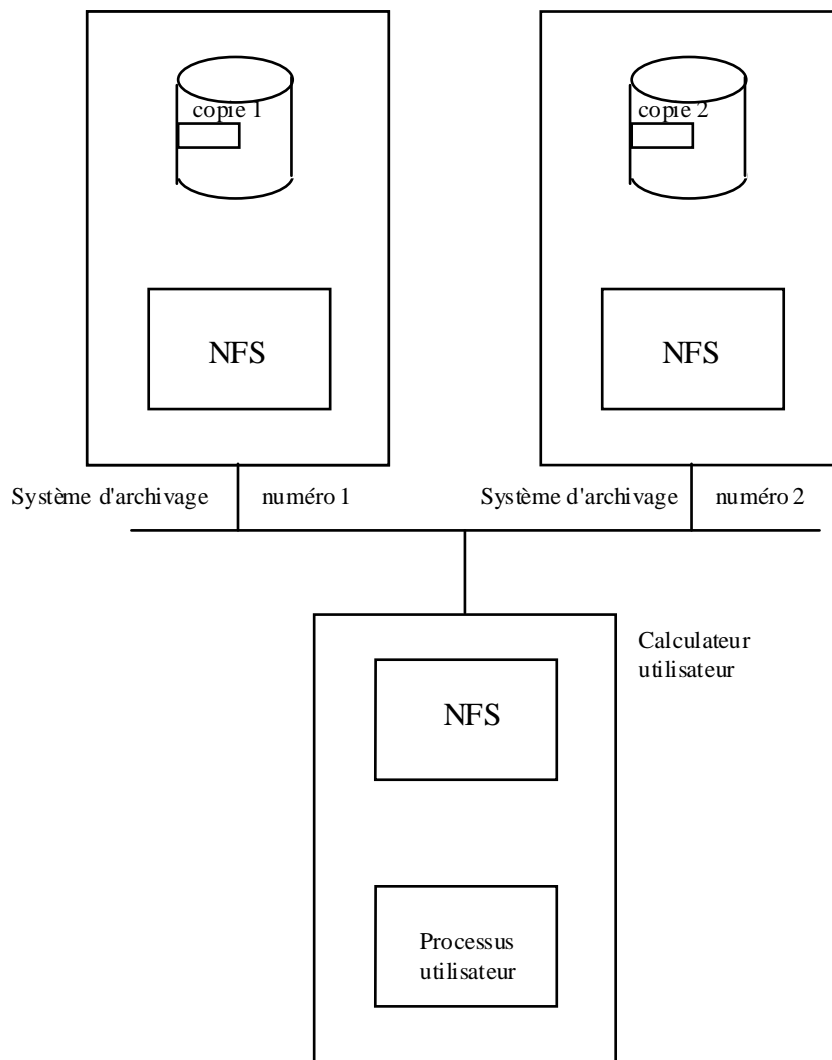 copie 1
copie 2
NFS
NFS
Système d'archivage numéro 1
Système d'archivage numéro 2
Calculateur
utilisateur
NFS
Processus
utilisateur